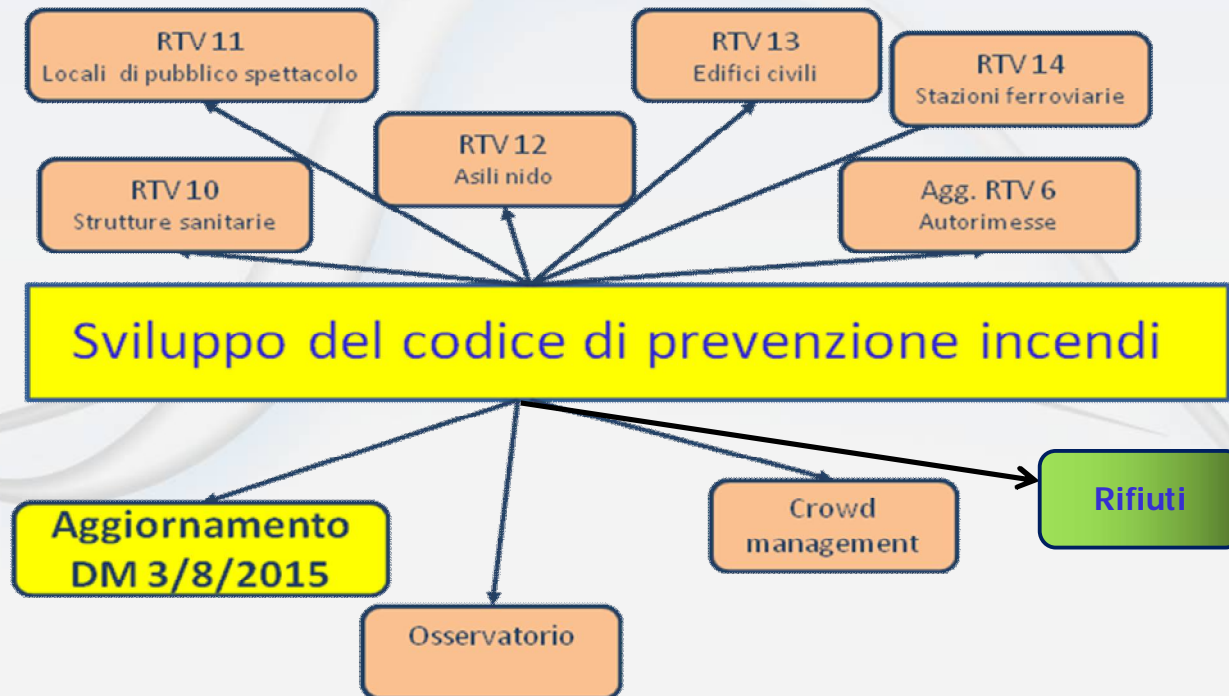 RTV 11
Locali di pubblico spettacolo
RTV 13
Edifici civili
RTV 14
Stazioni ferroviarie
RTV 12
Asili nido
RTV 10
Strutture sanitarie
Agg. RTV 6
Autorimesse
Sviluppo del codice di prevenzione incendi
Aggiornamento
DM 3/8/2015
Osservatorio
Crowd
management
Rifiuti